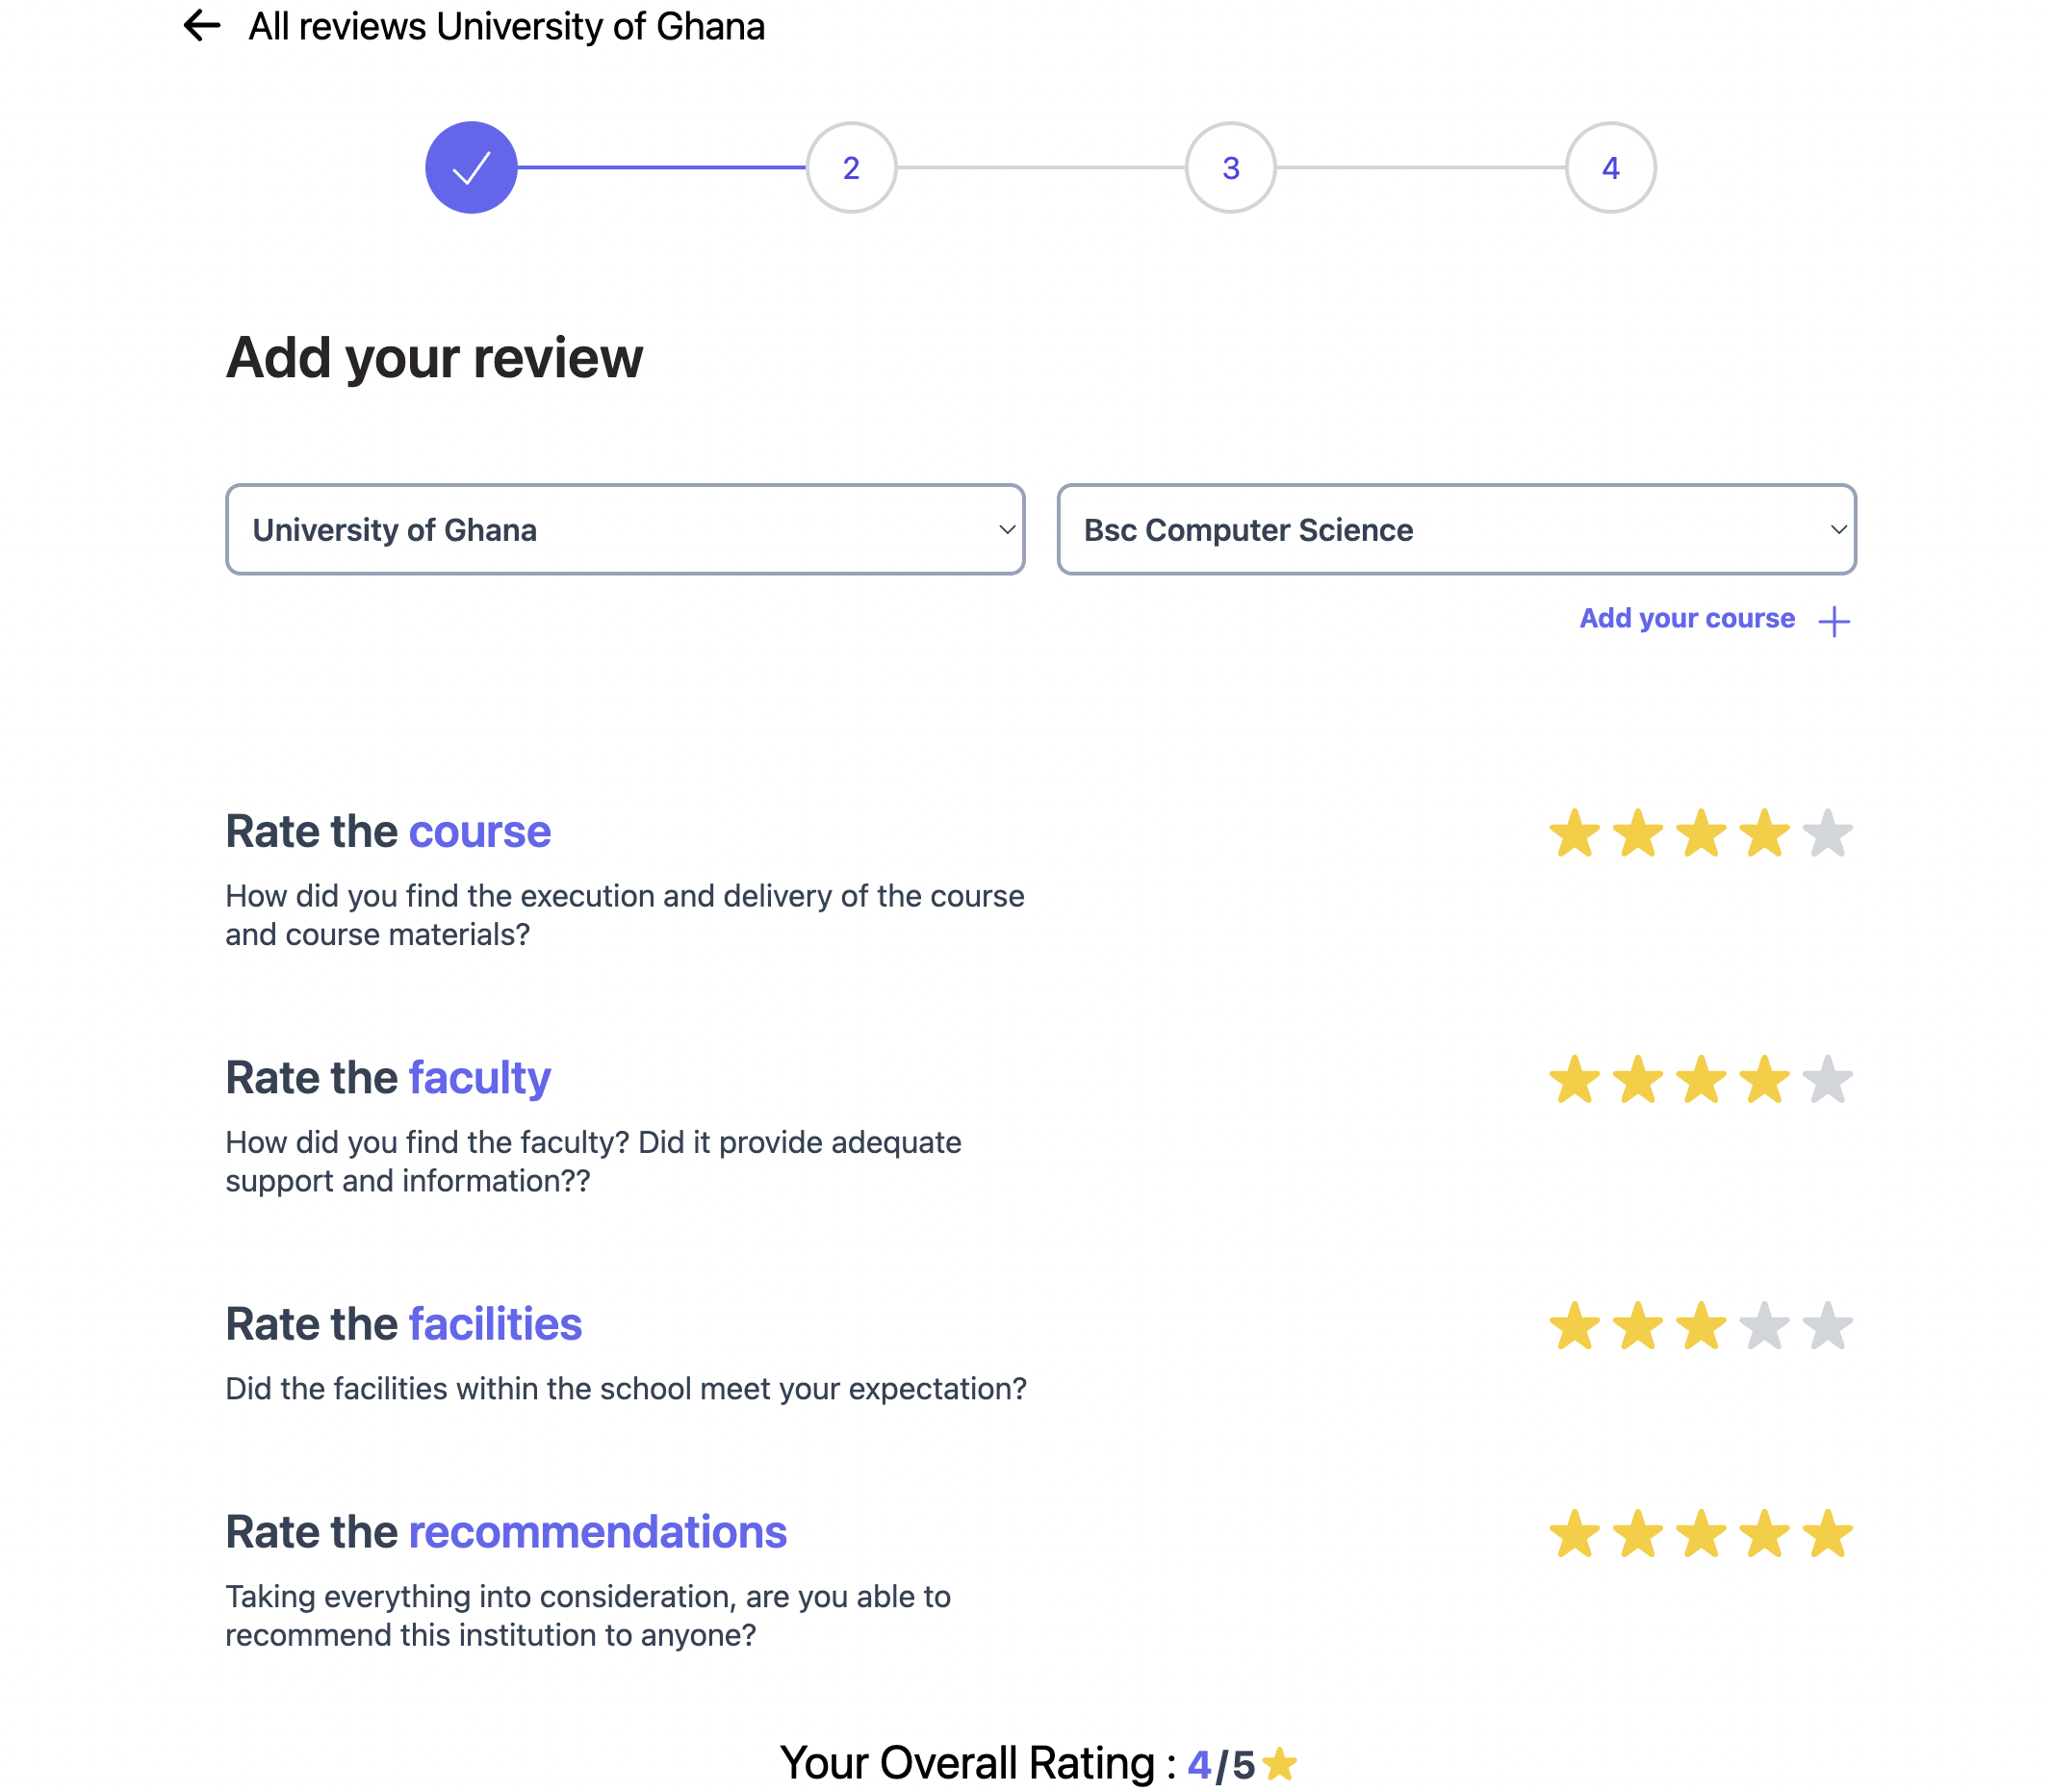 All reviews University of Ghana
2
3
4
Add your review
University of Ghana
Bsc Computer Science
Add your course
Rate the course
How did you find the execution and delivery of the course
and course materials?
Rate the faculty
How did you find the faculty? Did it provide adequate
support and information??
Rate the facilities
Did the facilities within the school meet your expectation?
Rate the recommendations
Taking everything into consideration, are you able to
recommend this institution to anyone?
Your Overall Rating : 4/5